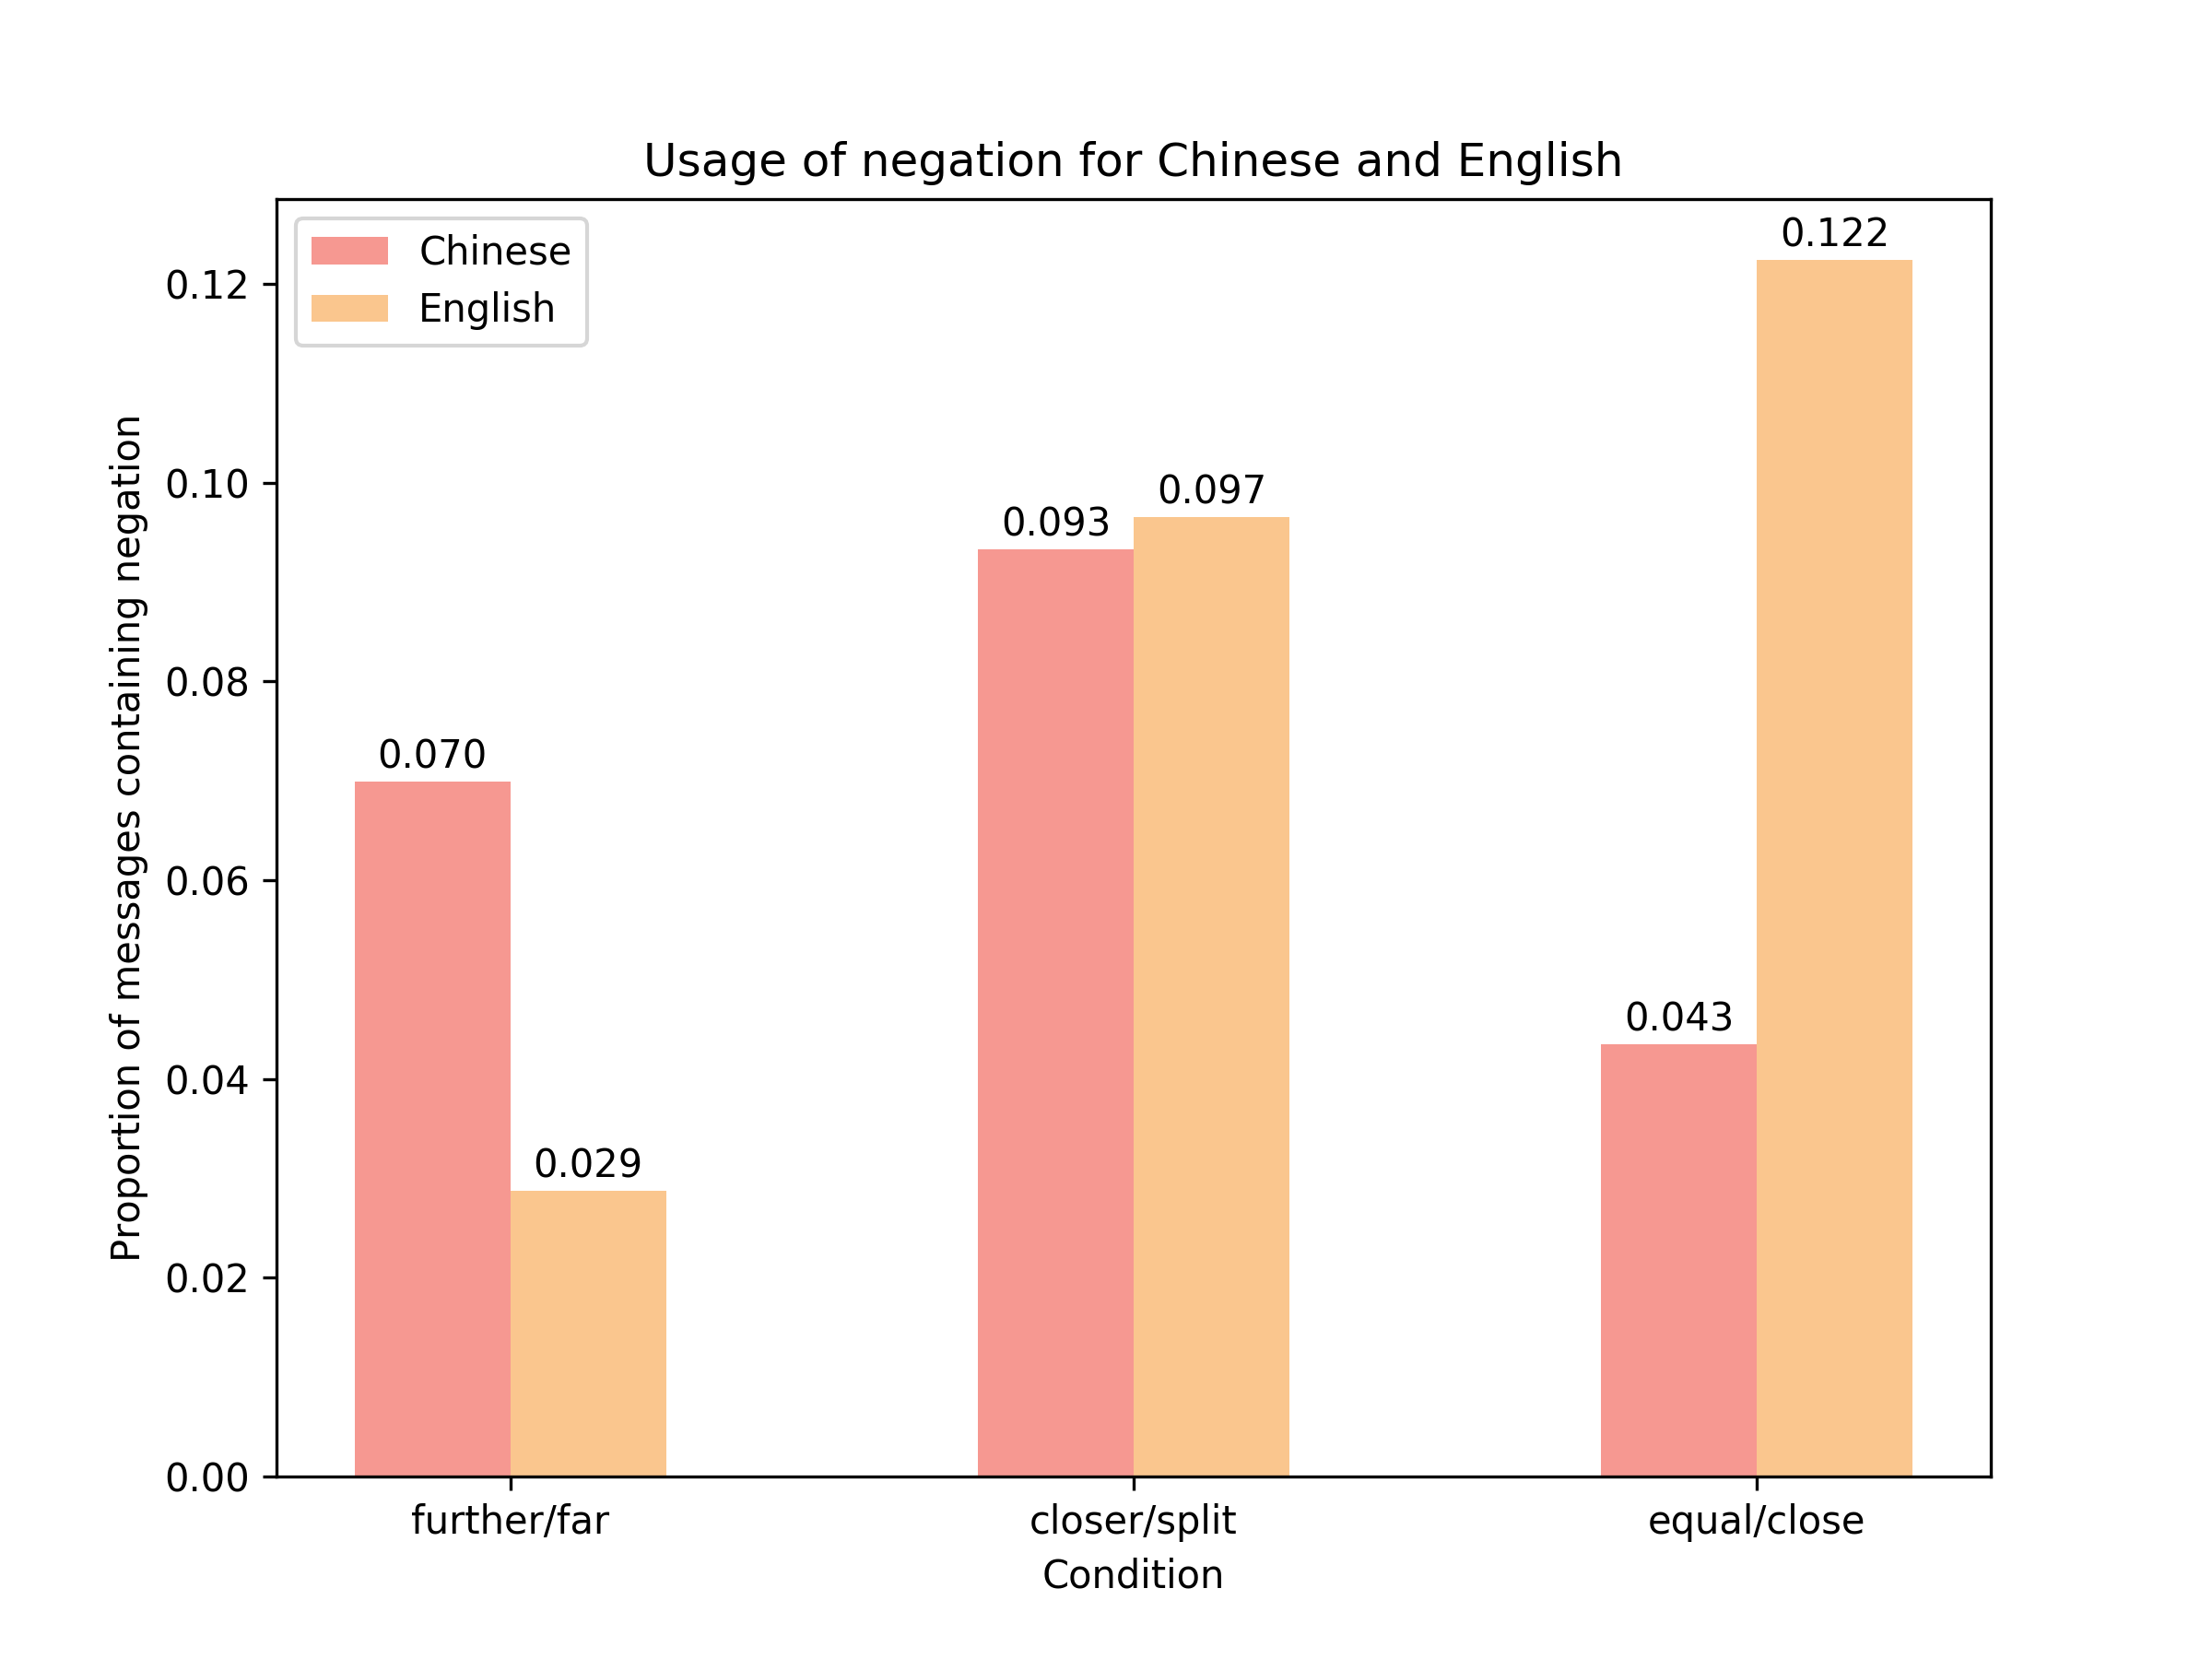 Usage of negation for Chinese and English
Chinese
English
Proportion of messages containing negation
0.12
0.10
0.08
0.06
0.04
0.02
0.00
0.070
0.029
0.093
0.097
0.043
0.122
further/far
closer/split
equal/close
Condition